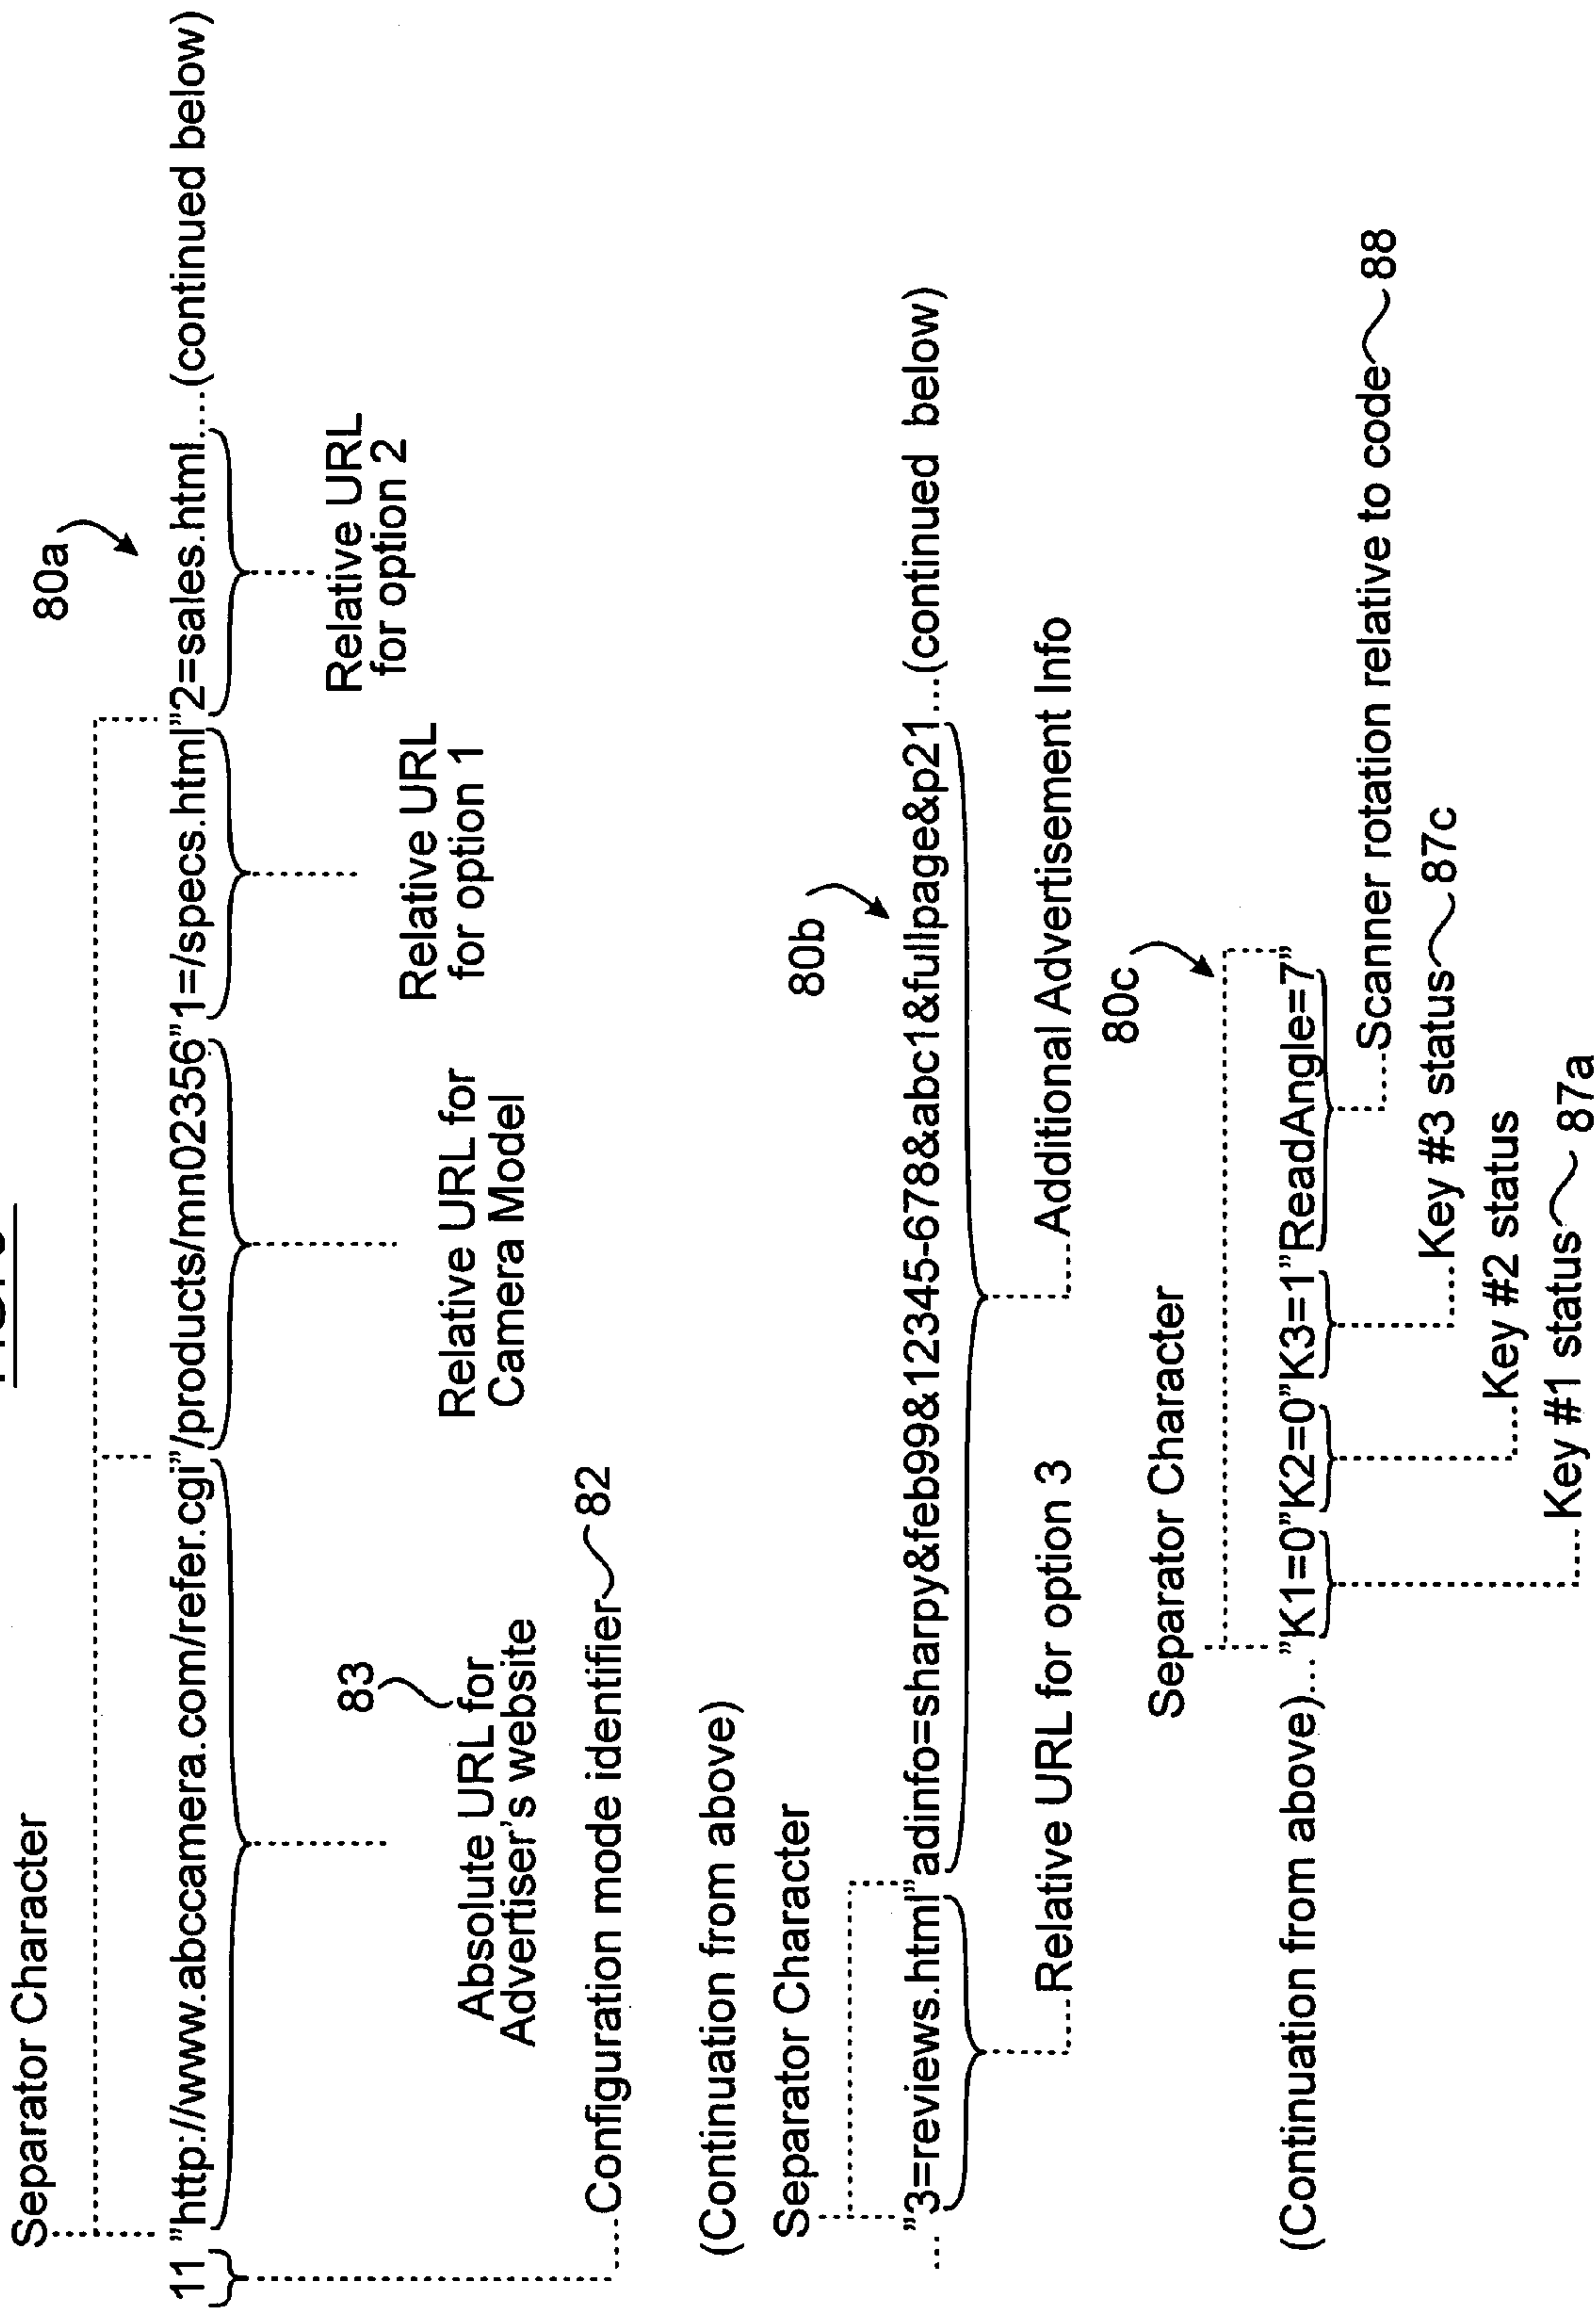 Separator Character
80a
11 "http://www.abccamera.com/refer.cgi"/products/mn02356"1=/specs.html"2=sales.html....(continued below)
83
Absolute URL for
Advertiser's website
Relative URL for
Camera Model
Relative URL
for option 1
Relative URL
for option 2
Configuration mode identifier 82
(Continuation from above)
Separator Character
80b
..."3=reviews.html"adinfo=sharpy&feb99&12345-678&abc1&fullpage&p21...(continued below)
Relative URL for option 3
Additional Advertisement Info
Separator Character
80c
(Continuation from above)..."K1=0"K2=0"K3=1"ReadAngle=7"
Scanner rotation relative to code 88
Key #3 status 87c
Key #2 status
Key #1 status 87a